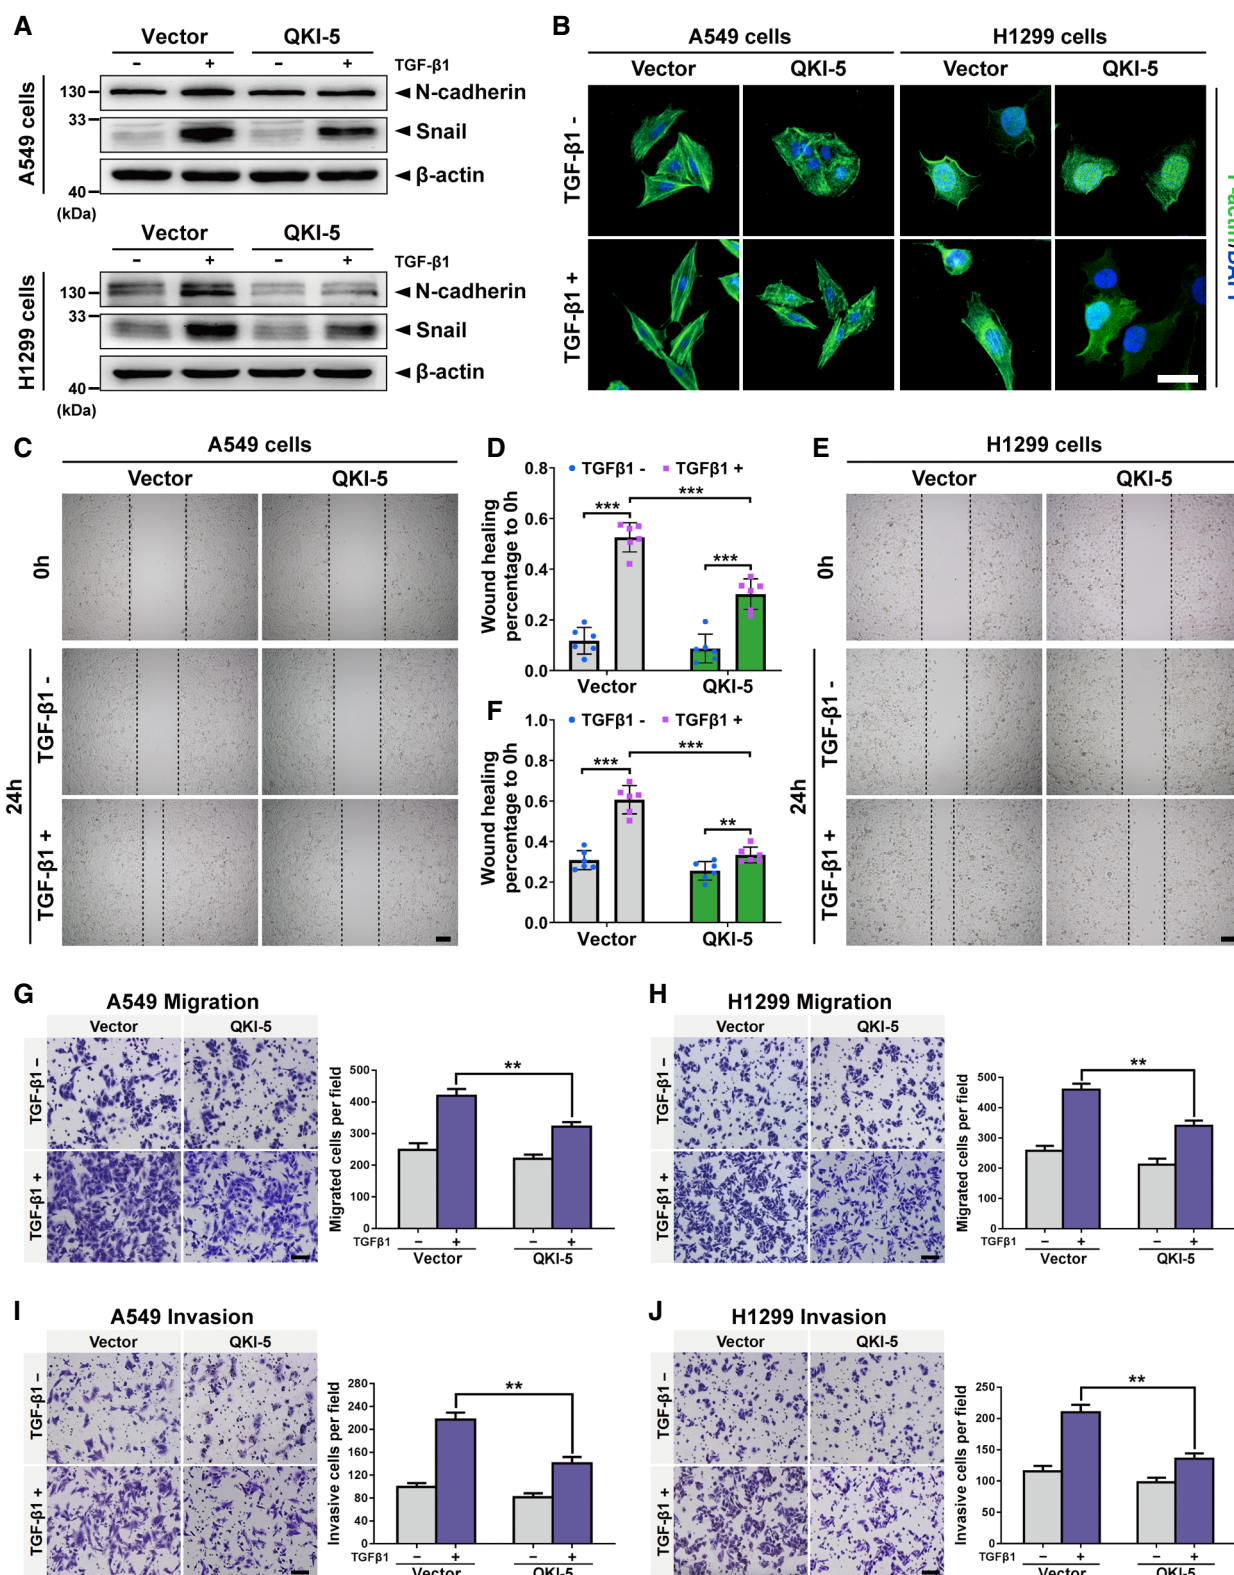 A
Vector QKI-5
– + – + TGF-β1
A549 cells
130 N-cadherin
33 Snail
β-actin
40
(kDa)
Vector QKI-5
– + – + TGF-β1
H1299 cells
130 N-cadherin
33 Snail
β-actin
40
(kDa)
B
A549 cells H1299 cells
Vector QKI-5 Vector QKI-5
TGF-β1 -
TGF-β1 +
C
A549 cells
Vector QKI-5
0h
24h
TGF-β1 -
TGF-β1 +
D
TGFβ1 - TGFβ1 +
Wound healing
percentage to 0h
0.8
0.6
0.4
0.2
0.0
*** *** ***
Vector QKI-5
F
TGFβ1 - TGFβ1 +
Wound healing
percentage to 0h
1.0
0.8
0.6
0.4
0.2
0.0
*** *** **
Vector QKI-5
E
H1299 cells
Vector QKI-5
0h
24h
TGF-β1 -
TGF-β1 +
G
A549 Migration
Vector QKI-5
TGF-β1 –
TGF-β1 +
Migrated cells per field
500
400
300
200
100
0
**
TGFβ1 – + – +
Vector QKI-5
H
H1299 Migration
Vector QKI-5
TGF-β1 –
TGF-β1 +
Migrated cells per field
500
400
300
200
100
0
**
TGFβ1 – + – +
Vector QKI-5
I
A549 Invasion
Vector QKI-5
TGF-β1 –
TGF-β1 +
Invasive cells per field
280
240
200
160
120
80
40
0
**
TGFβ1 – + – +
Vector QKI-5
J
H1299 Invasion
Vector QKI-5
TGF-β1 –
TGF-β1 +
Invasive cells per field
250
200
150
100
50
0
**
TGFβ1 – + – +
Vector QKI-5